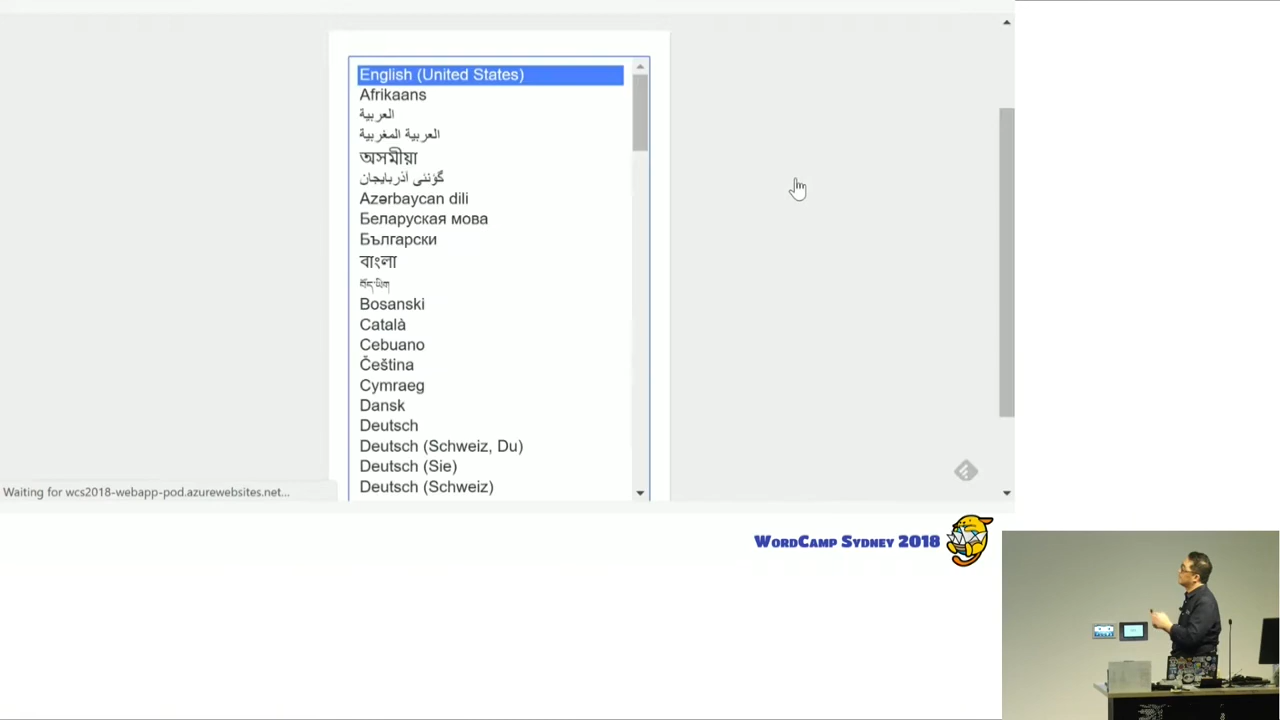 English (United States)
Afrikaans
العربية
العربية المغربية
অসমীয়া
گؤنئی آذربایجان
Azərbaycan dili
Беларуская мова
Български
বাংলা
བོད་ཡིག
Bosanski
Català
Cebuano
Čeština
Cymraeg
Dansk
Deutsch
Deutsch (Schweiz, Du)
Deutsch (Sie)
Deutsch (Schweiz)
Waiting for wcs2018-webapp-pod.azurewebsites.net...
WordCamp Sydney 2018